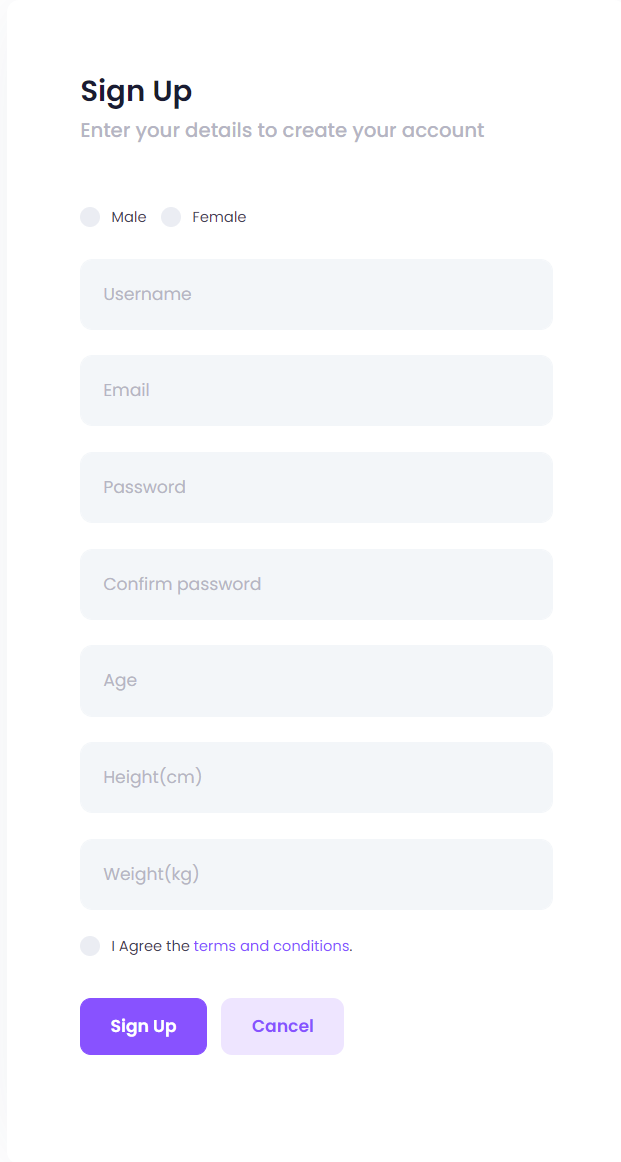 Sign Up
Enter your details to create your account
Male Female
Username
Email
Password
Confirm password
Age
Height(cm)
Weight(kg)
I Agree the terms and conditions.
Sign Up Cancel